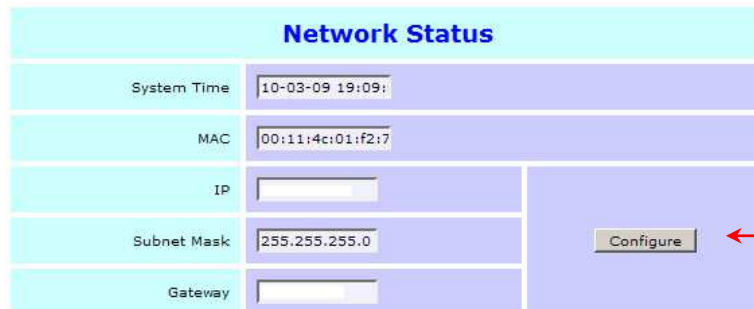 Network Status
System Time 10-03-09 19:09:
MAC 00:11:4c:01:f2:7
IP
Subnet Mask 255.255.255.0
Configure
Gateway